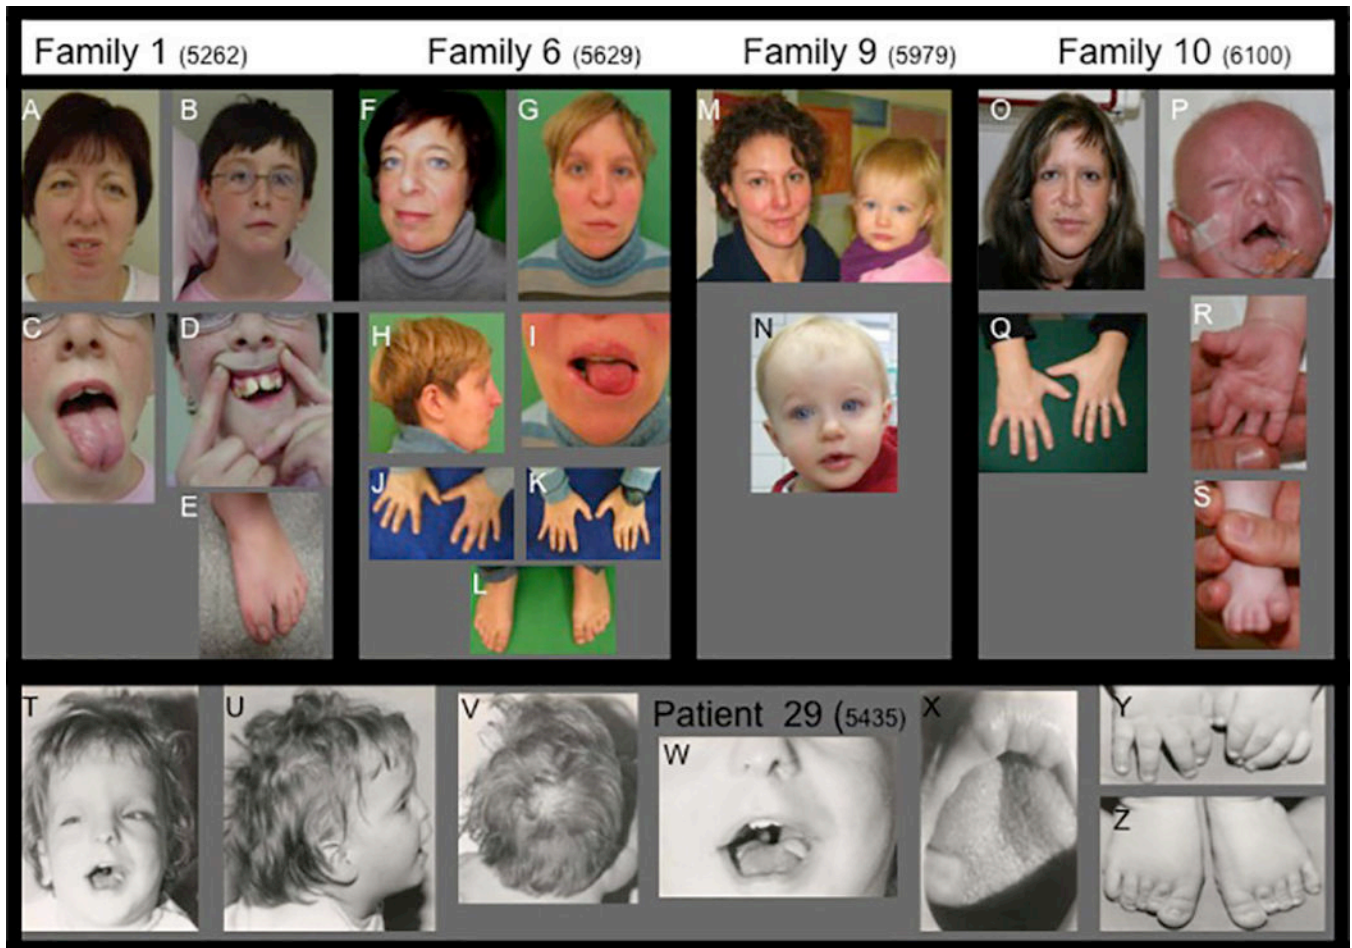 Family 1 (5262)
Family 6 (5629)
Family 9 (5979)
Family 10 (6100)
A
B
C
D
E
F
G
H
I
J
K
L
M
N
O
P
Q
R
S
T
U
V
Patient 29 (5435)
W
X
Y
Z